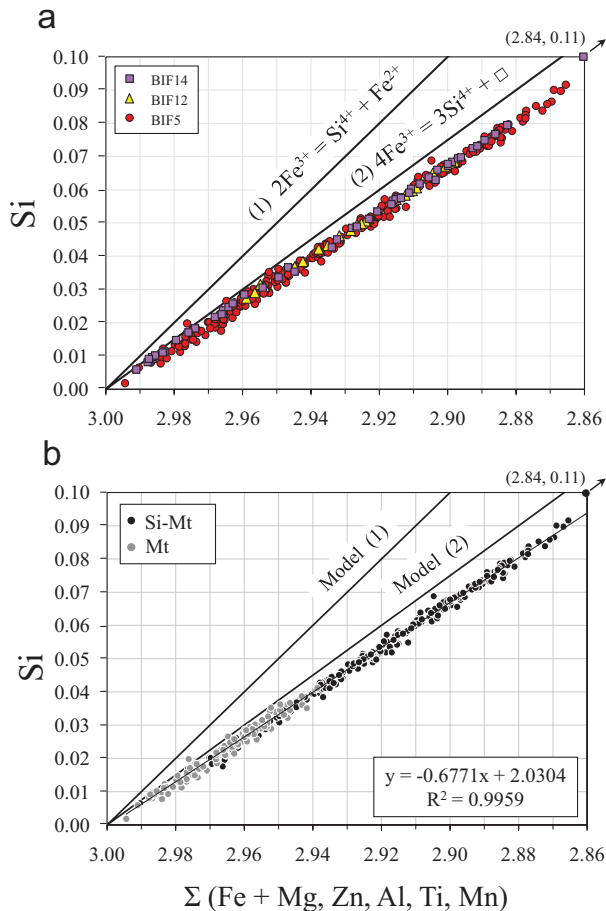 a
(2.84, 0.11)
0.10
0.09
0.08
0.07
0.06
0.05
0.04
0.03
0.02
0.01
0.00
Si
BIF14
BIF12
BIF5
(1) 2Fe³⁺ = Si⁴⁺ + Fe²⁺
(2) 4Fe³⁺ = 3Si⁴⁺ + □
3.00 2.98 2.96 2.94 2.92 2.90 2.88 2.86
b
(2.84, 0.11)
0.10
0.09
0.08
0.07
0.06
0.05
0.04
0.03
0.02
0.01
0.00
Si
Si-Mt
Mt
Model (1)
Model (2)
y = -0.6771x + 2.0304
R² = 0.9959
3.00 2.98 2.96 2.94 2.92 2.90 2.88 2.86
Σ (Fe + Mg, Zn, Al, Ti, Mn)